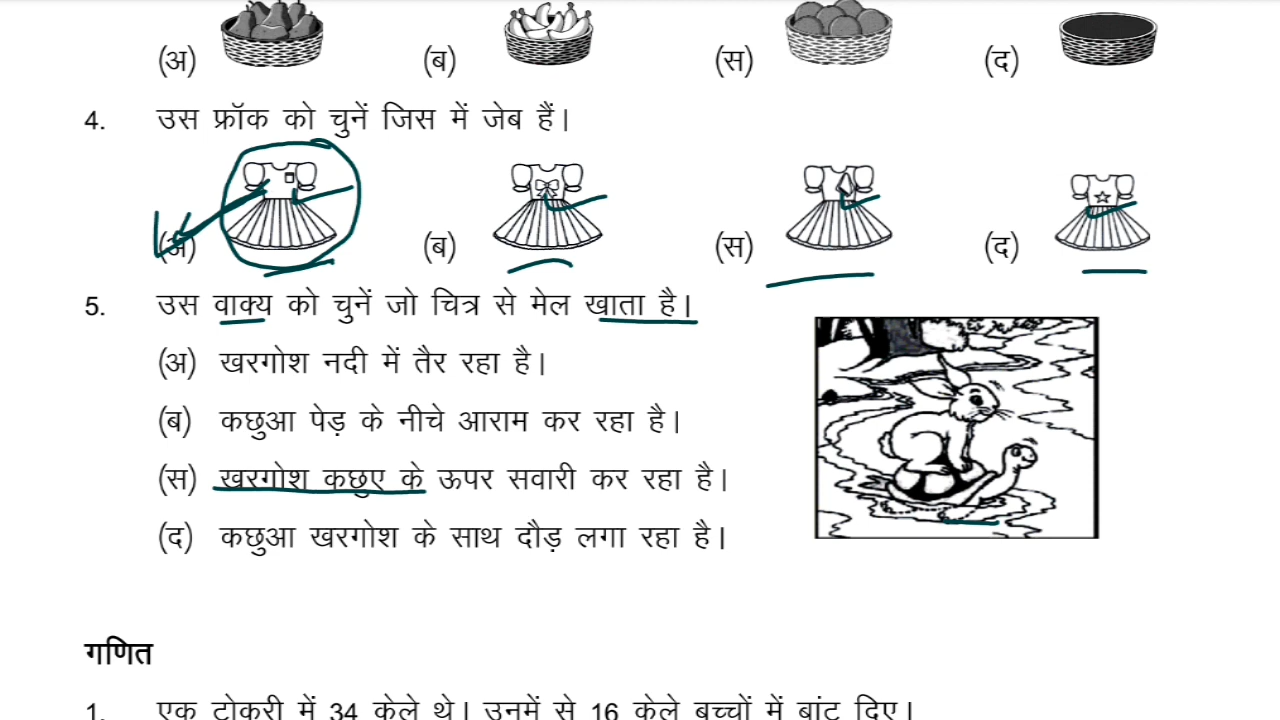 (अ) (ब) (स) (द)
4. उस फ्रॉक को चुनें जिस में जेब हैं।
(अ) (ब) (स) (द)
5. उस वाक्य को चुनें जो चित्र से मेल खाता है।
(अ) खरगोश नदी में तैर रहा है।
(ब) कछुआ पेड़ के नीचे आराम कर रहा है।
(स) खरगोश कछुए के ऊपर सवारी कर रहा है।
(द) कछुआ खरगोश के साथ दौड़ लगा रहा है।
गणित
1. एक टोकरी में 34 केले थे। उनमें से 16 केले बच्चों में बांट दिए।